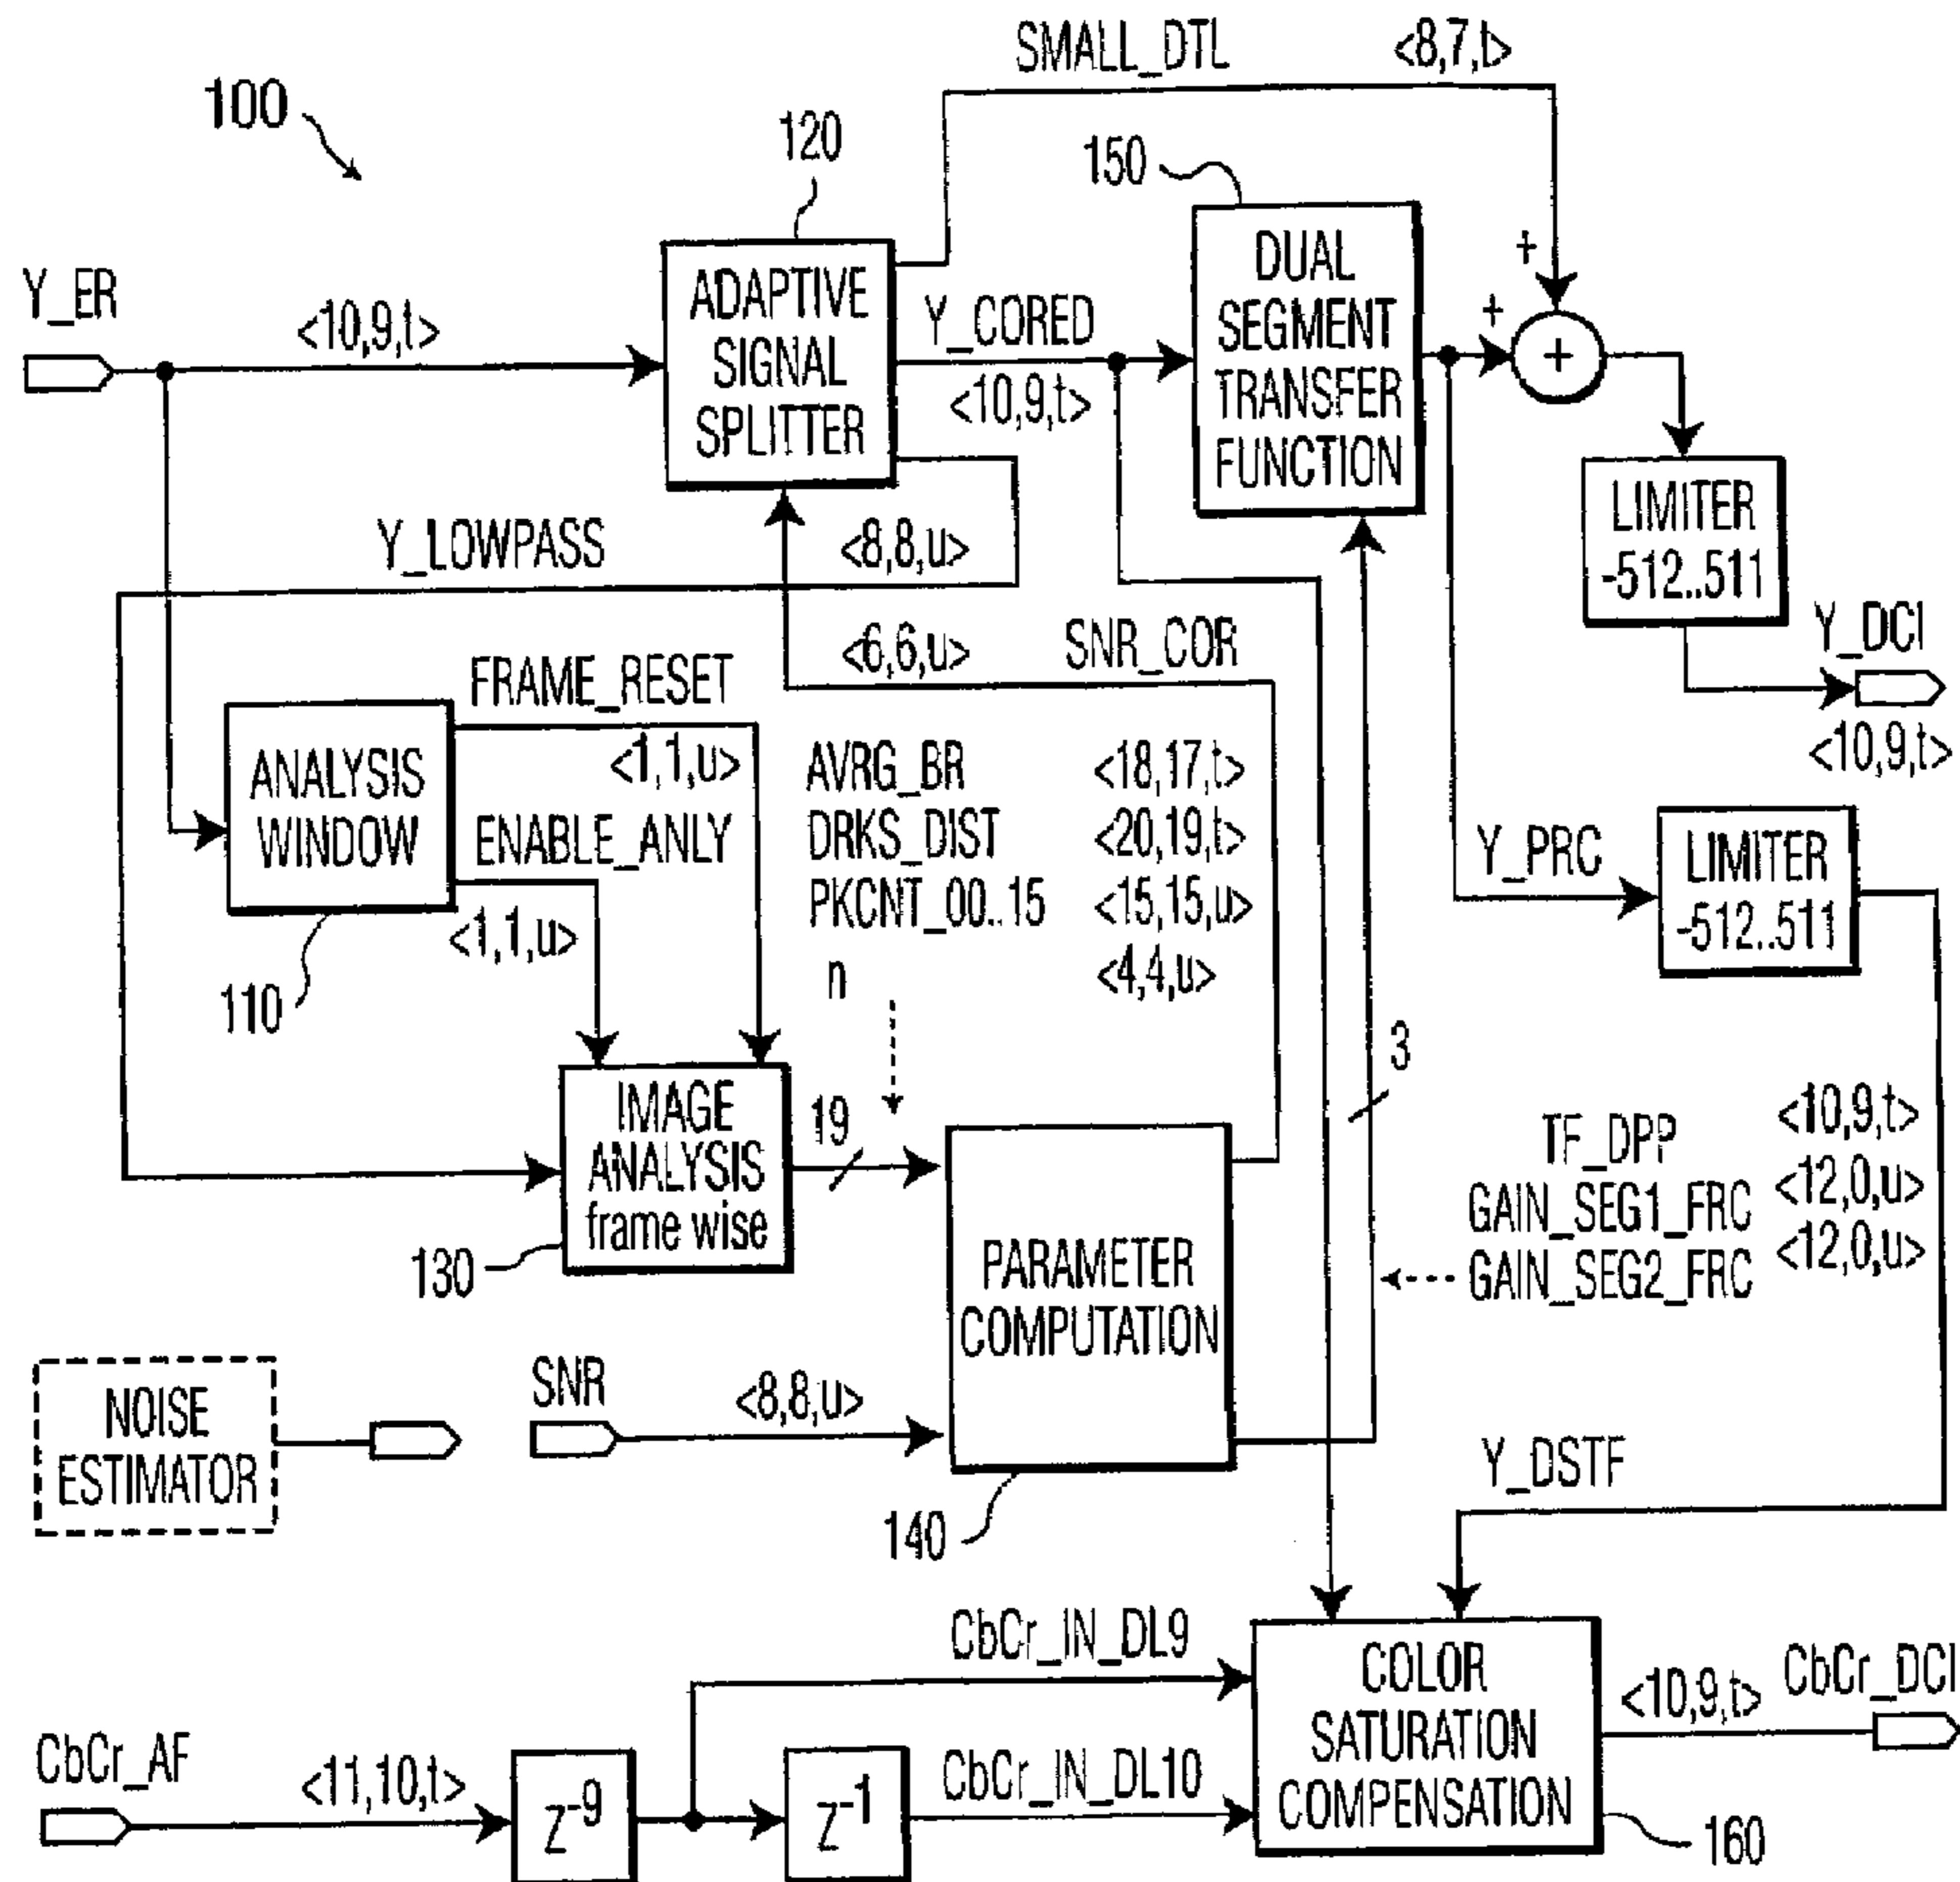 100
SMALL_DTL
<8,7,t>
120
150
Y_ER
<10,9,t>
ADAPTIVE
SIGNAL
SPLITTER
Y_CORED
<10,9,t>
DUAL
SEGMENT
TRANSFER
FUNCTION
+
+
+
LIMITER
-512..511
Y_DCI
<10,9,t>
Y_LOWPASS
<8,8,u>
<6,6,u>
SNR_COR
FRAME_RESET
<1,1,u>
ANALYSIS
WINDOW
ENABLE_ANLY
<1,1,u>
110
AVRG_BR <18,17,t>
DRKS_DIST <20,19,t>
PKCNT_00..15 <15,15,u>
n <4,4,u>
Y_PRC
LIMITER
-512..511
3
IMAGE
ANALYSIS
frame wise
130
19
TF_DPP <10,9,t>
GAIN_SEG1_FRC <12,0,u>
GAIN_SEG2_FRC <12,0,u>
PARAMETER
COMPUTATION
140
NOISE
ESTIMATOR
SNR
<8,8,u>
Y_DSTF
CbCr_IN_DL9
CbCr_AF
<11,10,t>
Z-9
Z-1
CbCr_IN_DL10
COLOR
SATURATION
COMPENSATION
160
<10,9,t>
CbCr_DCI